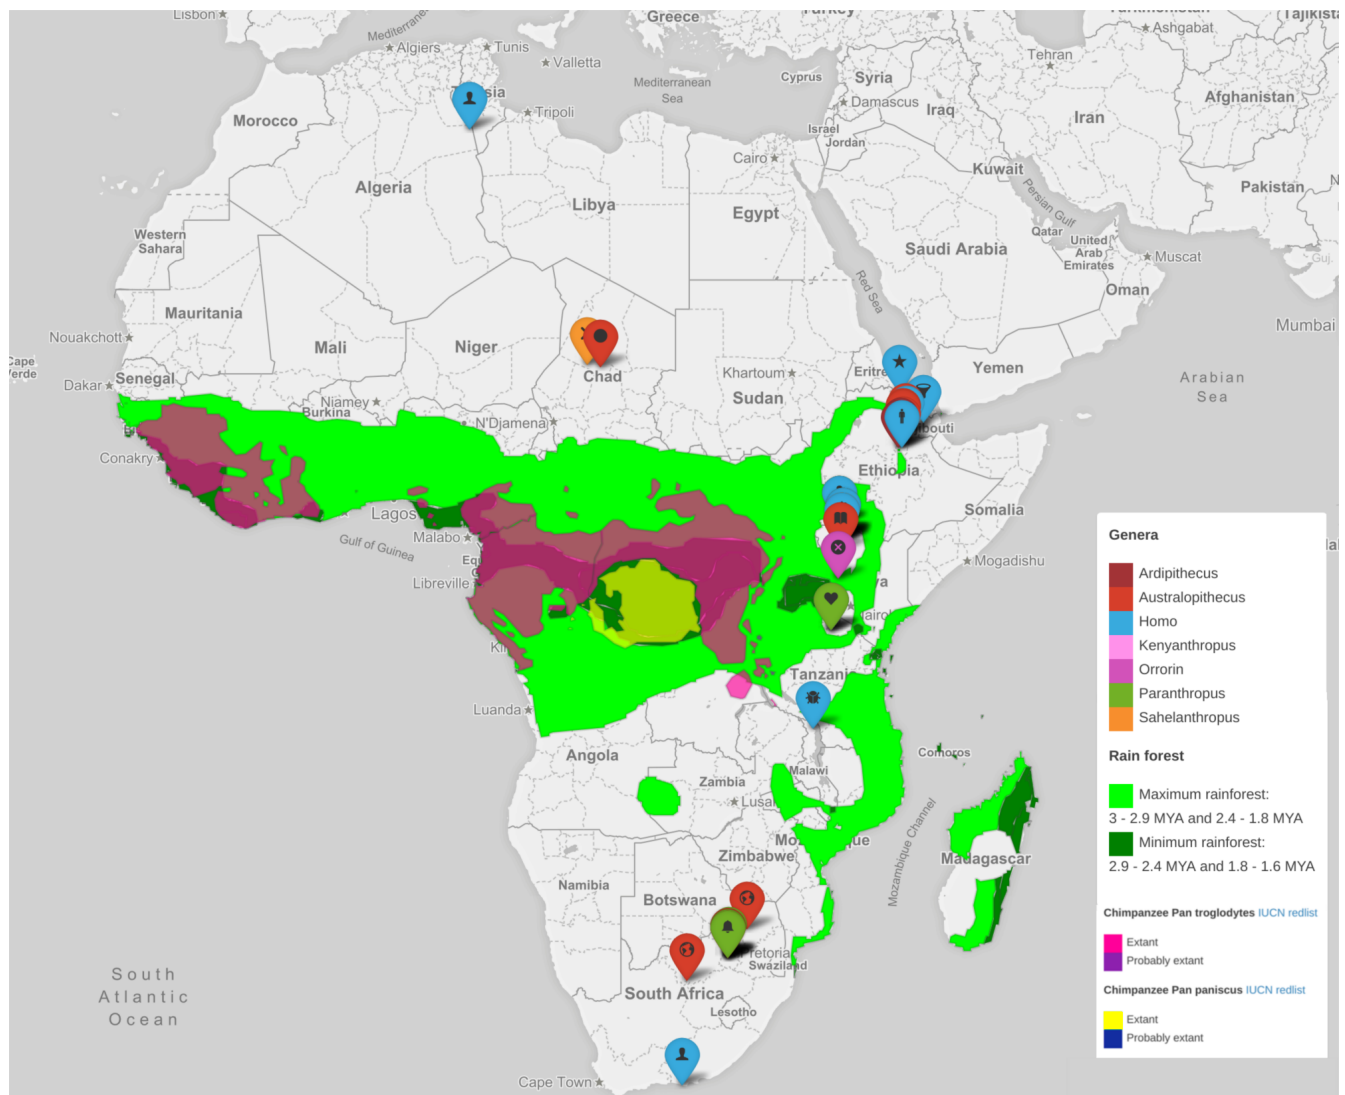 Lisbon
Greece
Turkey
Turkmenistan
Ashgabat
Algiers
Tunis
Valletta
Tehran
Mediterranean
Sea
Cyprus
Syria
Afghanistan
Damascus
Iraq
Iran
Tripoli
Morocco
Israel
Jordan
Cairo
Kuwait
Persian Gulf
Pakistan
Algeria
Libya
Egypt
Western
Sahara
Qatar
United
Arab
Emirates
Saudi Arabia
Muscat
Guj.
Red Sea
Oman
Mauritania
Mumbai
Nouakchott
Mali
Niger
Chad
Khartoum
Sudan
Yemen
Arabian
Sea
Dakar
Senegal
Niamey
Burkina
N'Djamena
Conakry
Ethiopia
Lagos
Somalia
Malabo
Gulf of Guinea
Mogadishu
Libreville
Luanda
Angola
Zambia
Malawi
Comoros
Mozambique Channel
Zimbabwe
Madagascar
Namibia
Botswana
Swaziland
South Africa
Lesotho
Cape Town
South
Atlantic
Ocean
Genera
Ardipithecus
Australopithecus
Homo
Kenyanthropus
Orrorin
Paranthropus
Sahelanthropus
Rain forest
Maximum rainforest:
3 - 2.9 MYA and 2.4 - 1.8 MYA
Minimum rainforest:
2.9 - 2.4 MYA and 1.8 - 1.6 MYA
Chimpanzee Pan troglodytes IUCN redlist
Extant
Probably extant
Chimpanzee Pan paniscus IUCN redlist
Extant
Probably extant